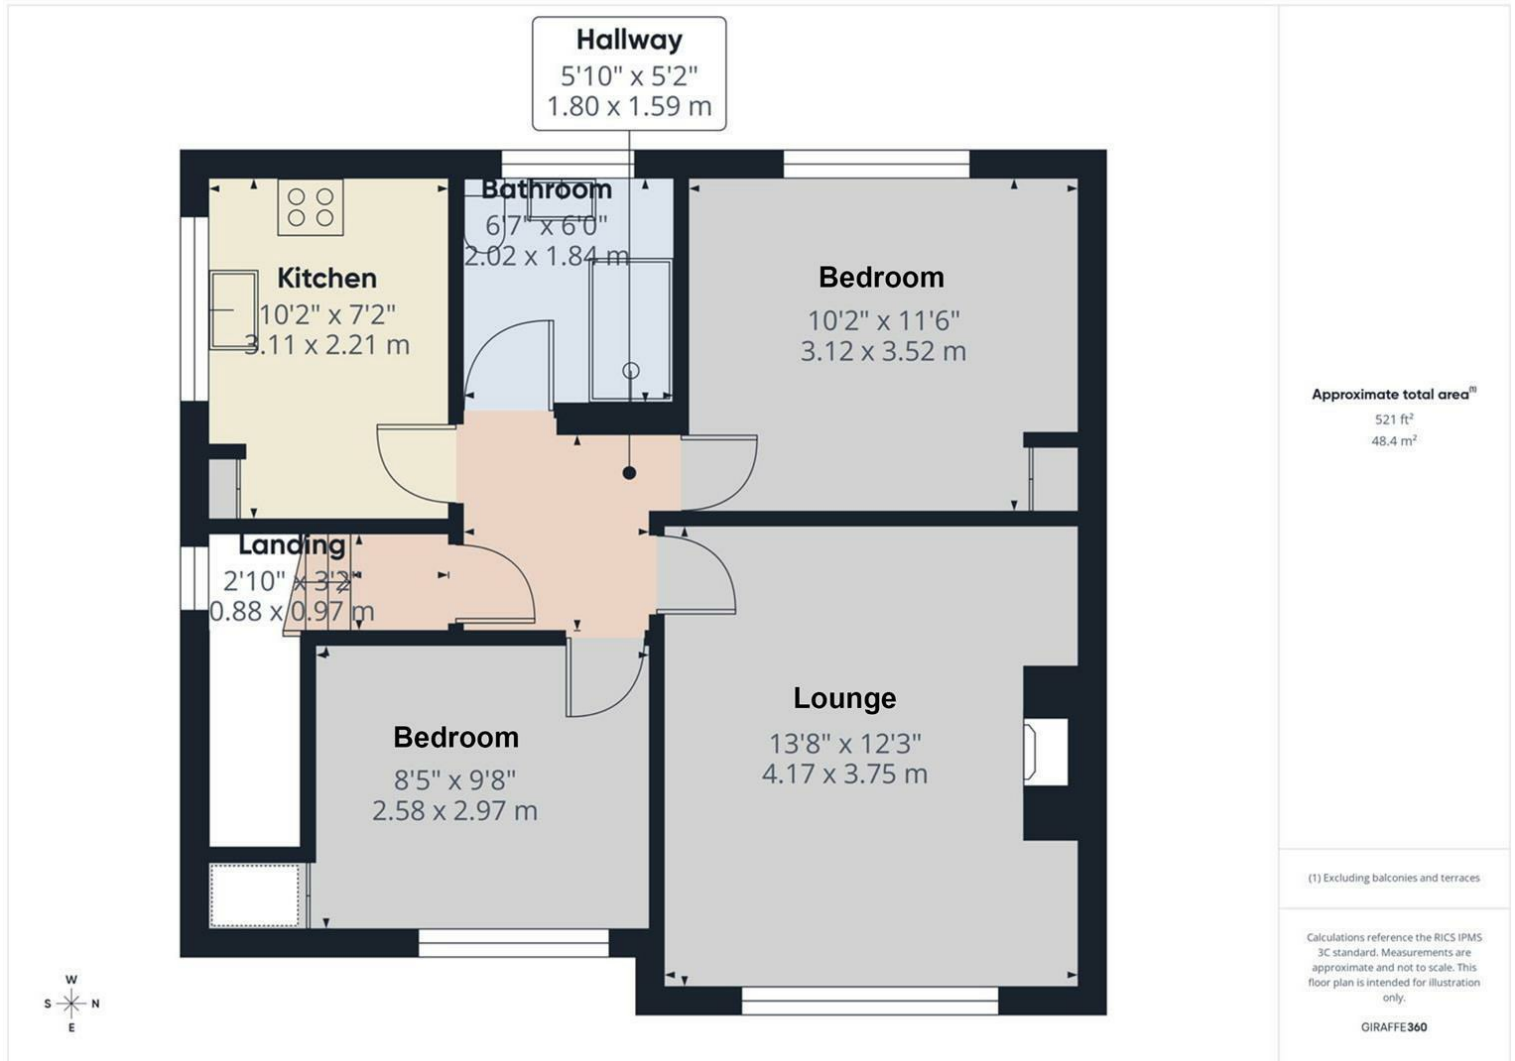 Hallway
5'10" x 5'2"
1.80 x 1.59 m
Bathroom
6'7" x 6'0"
2.02 x 1.84 m
Kitchen
10'2" x 7'2"
3.11 x 2.21 m
Bedroom
10'2" x 11'6"
3.12 x 3.52 m
Landing
2'10" x 3'2"
0.88 x 0.97 m
Bedroom
8'5" x 9'8"
2.58 x 2.97 m
Lounge
13'8" x 12'3"
4.17 x 3.75 m
W
S N
E
Approximate total area(1)
521 ft²
48.4 m²
(1) Excluding balconies and terraces
Calculations reference the RICS IPMS
3C standard. Measurements are
approximate and not to scale. This
floor plan is intended for illustration
only.
GIRAFFE360